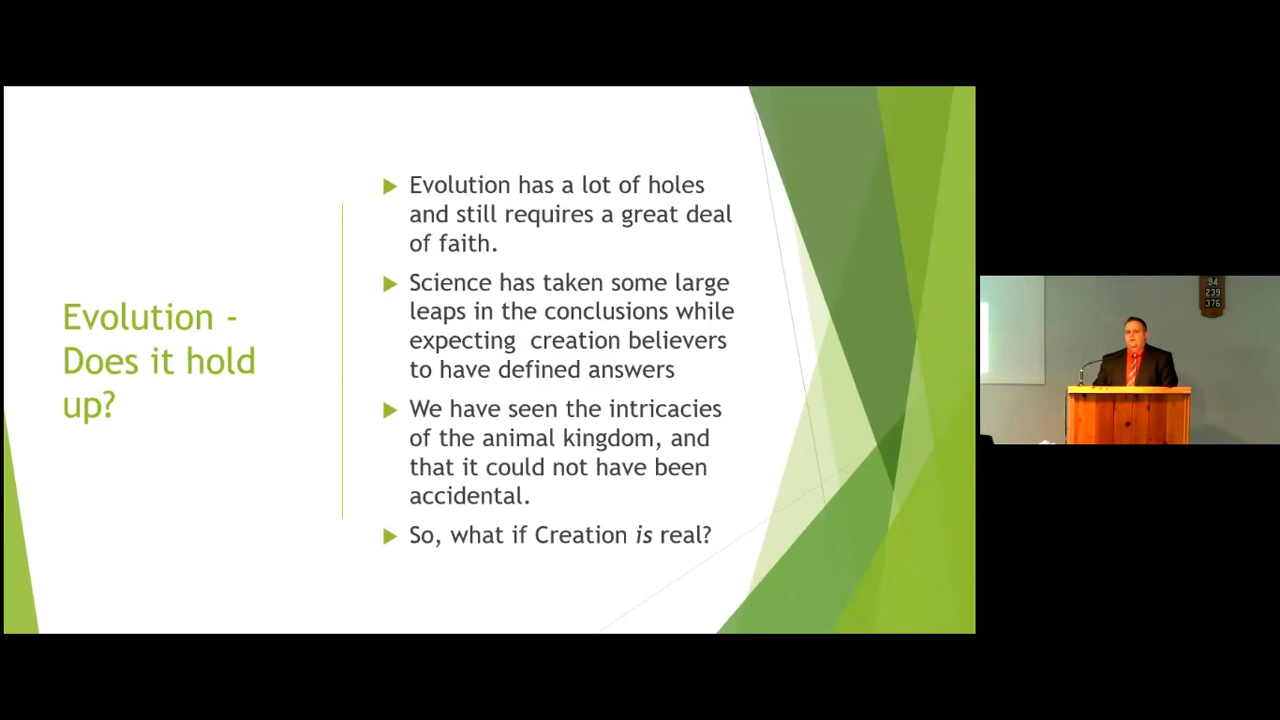 Evolution -
Does it hold
up?
Evolution has a lot of holes
and still requires a great deal
of faith.
Science has taken some large
leaps in the conclusions while
expecting  creation believers
to have defined answers
We have seen the intricacies
of the animal kingdom, and
that it could not have been
accidental.
So, what if Creation is real?
94
239
376